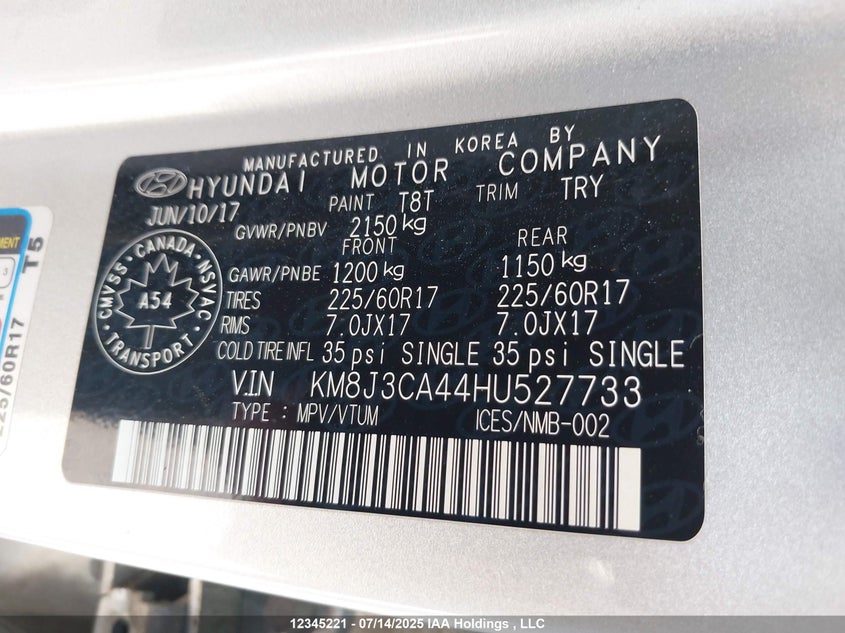 MANUFACTURED IN KOREA BY
HYUNDAI MOTOR COMPANY
JUN/10/17 PAINT T8T TRIM TRY
GVWR/PNBV 2150 kg
FRONT REAR
GAWR/PNBE 1200 kg 1150 kg
TIRES 225/60R17 225/60R17
RIMS 7.0JX17 7.0JX17
COLD TIRE INFL 35 psi SINGLE 35 psi SINGLE
V.I.N KM8J3CA44HU527733
TYPE : MPV/VTUM ICES/NMB-002
CANADA
CMVSS • NSVAC
A54
TRANSPORT
T5
225/60R17
12345221 - 07/14/2025 IAA Holdings , LLC